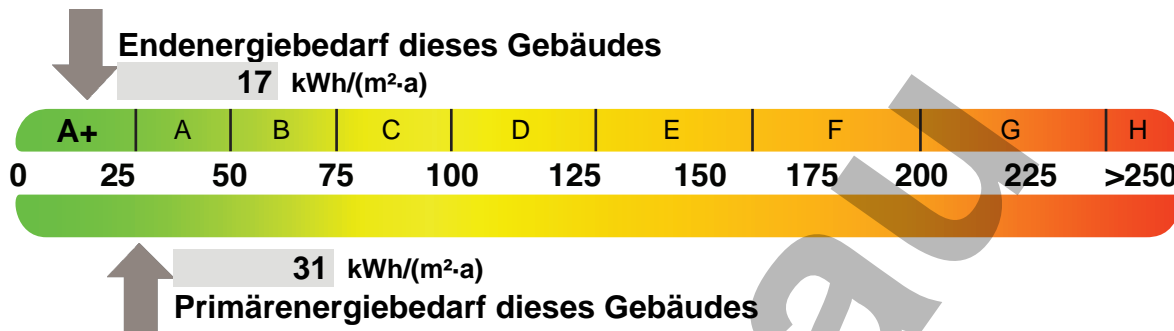 Endenergiebedarf dieses Gebäudes
17 kWh/(m²·a)
A+ A B C D E F G H
0 25 50 75 100 125 150 175 200 225 >250
31 kWh/(m²·a)
Primärenergiebedarf dieses Gebäudes
au